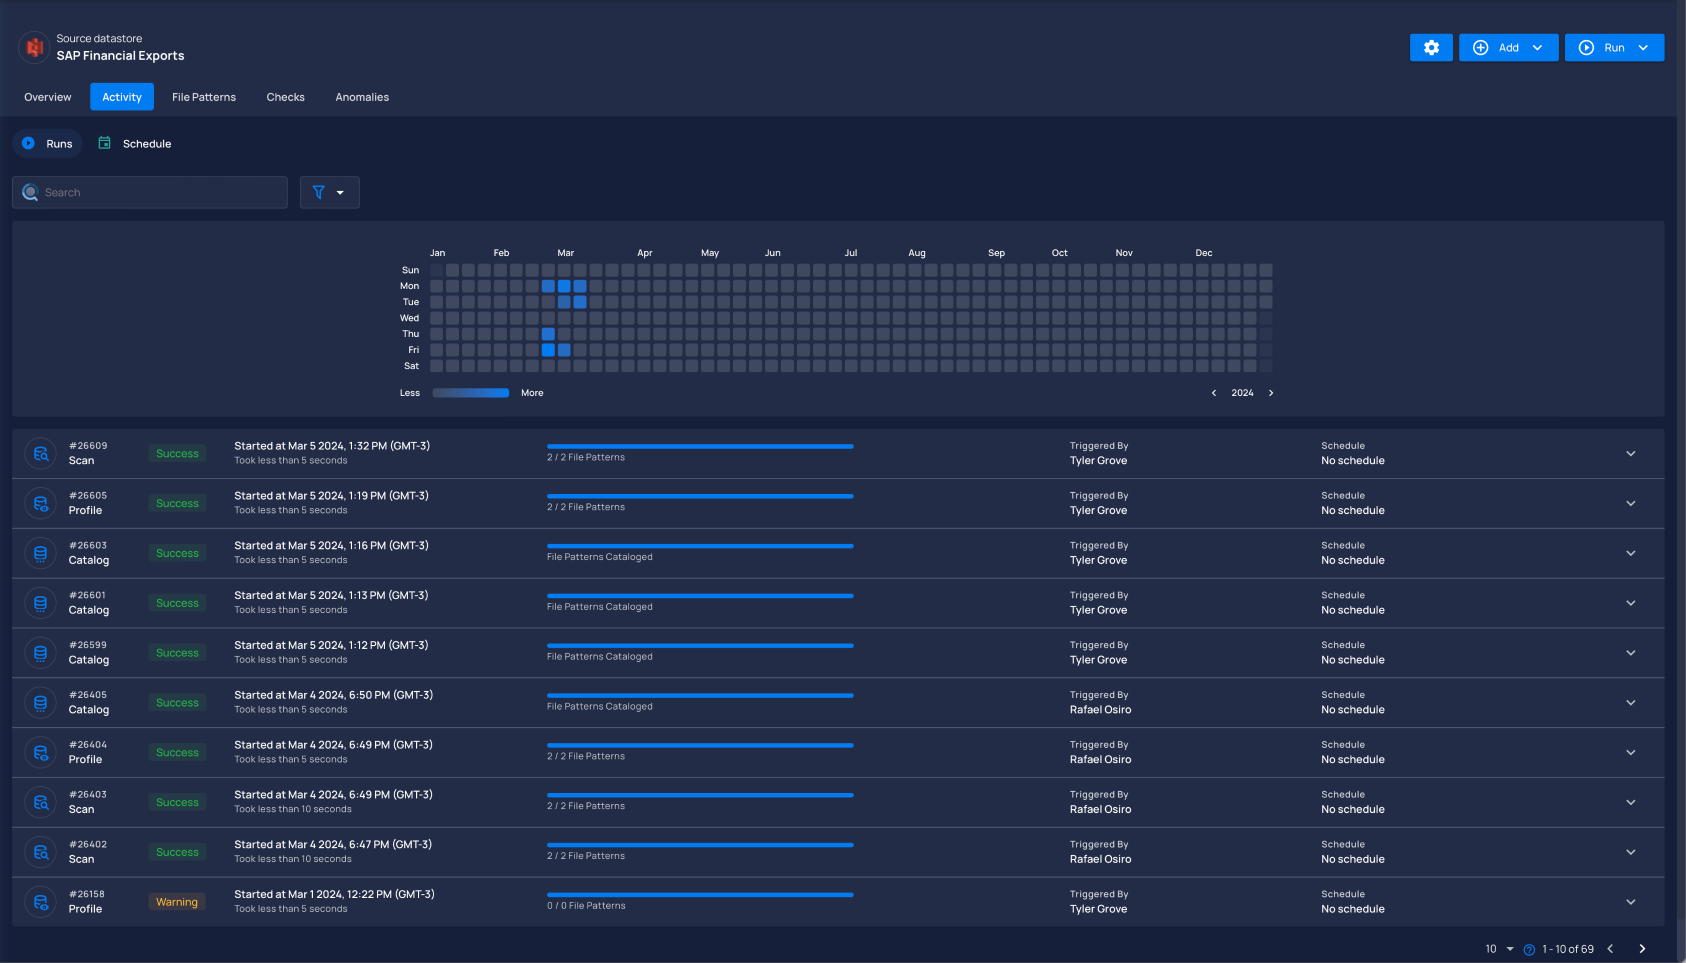 Source datastore
SAP Financial Exports
Add
Run
Overview
Activity
File Patterns
Checks
Anomalies
Runs
Schedule
Search
Jan Feb Mar Apr May Jun Jul Aug Sep Oct Nov Dec
Sun
Mon
Tue
Wed
Thu
Fri
Sat
Less More 2024
#26609
Scan
Success
Started at Mar 5 2024, 1:32 PM (GMT-3)
Took less than 5 seconds
2 / 2 File Patterns
Triggered By
Tyler Grove
Schedule
No schedule
#26605
Profile
Success
Started at Mar 5 2024, 1:19 PM (GMT-3)
Took less than 5 seconds
2 / 2 File Patterns
Triggered By
Tyler Grove
Schedule
No schedule
#26603
Catalog
Success
Started at Mar 5 2024, 1:16 PM (GMT-3)
Took less than 5 seconds
File Patterns Cataloged
Triggered By
Tyler Grove
Schedule
No schedule
#26601
Catalog
Success
Started at Mar 5 2024, 1:13 PM (GMT-3)
Took less than 5 seconds
File Patterns Cataloged
Triggered By
Tyler Grove
Schedule
No schedule
#26599
Catalog
Success
Started at Mar 5 2024, 1:12 PM (GMT-3)
Took less than 5 seconds
File Patterns Cataloged
Triggered By
Tyler Grove
Schedule
No schedule
#26405
Catalog
Success
Started at Mar 4 2024, 6:50 PM (GMT-3)
Took less than 5 seconds
File Patterns Cataloged
Triggered By
Rafael Osiro
Schedule
No schedule
#26404
Profile
Success
Started at Mar 4 2024, 6:49 PM (GMT-3)
Took less than 5 seconds
2 / 2 File Patterns
Triggered By
Rafael Osiro
Schedule
No schedule
#26403
Scan
Success
Started at Mar 4 2024, 6:49 PM (GMT-3)
Took less than 10 seconds
2 / 2 File Patterns
Triggered By
Rafael Osiro
Schedule
No schedule
#26402
Scan
Success
Started at Mar 4 2024, 6:47 PM (GMT-3)
Took less than 10 seconds
2 / 2 File Patterns
Triggered By
Rafael Osiro
Schedule
No schedule
#26158
Profile
Warning
Started at Mar 1 2024, 12:22 PM (GMT-3)
Took less than 5 seconds
0 / 0 File Patterns
Triggered By
Tyler Grove
Schedule
No schedule
10 1 - 10 of 69